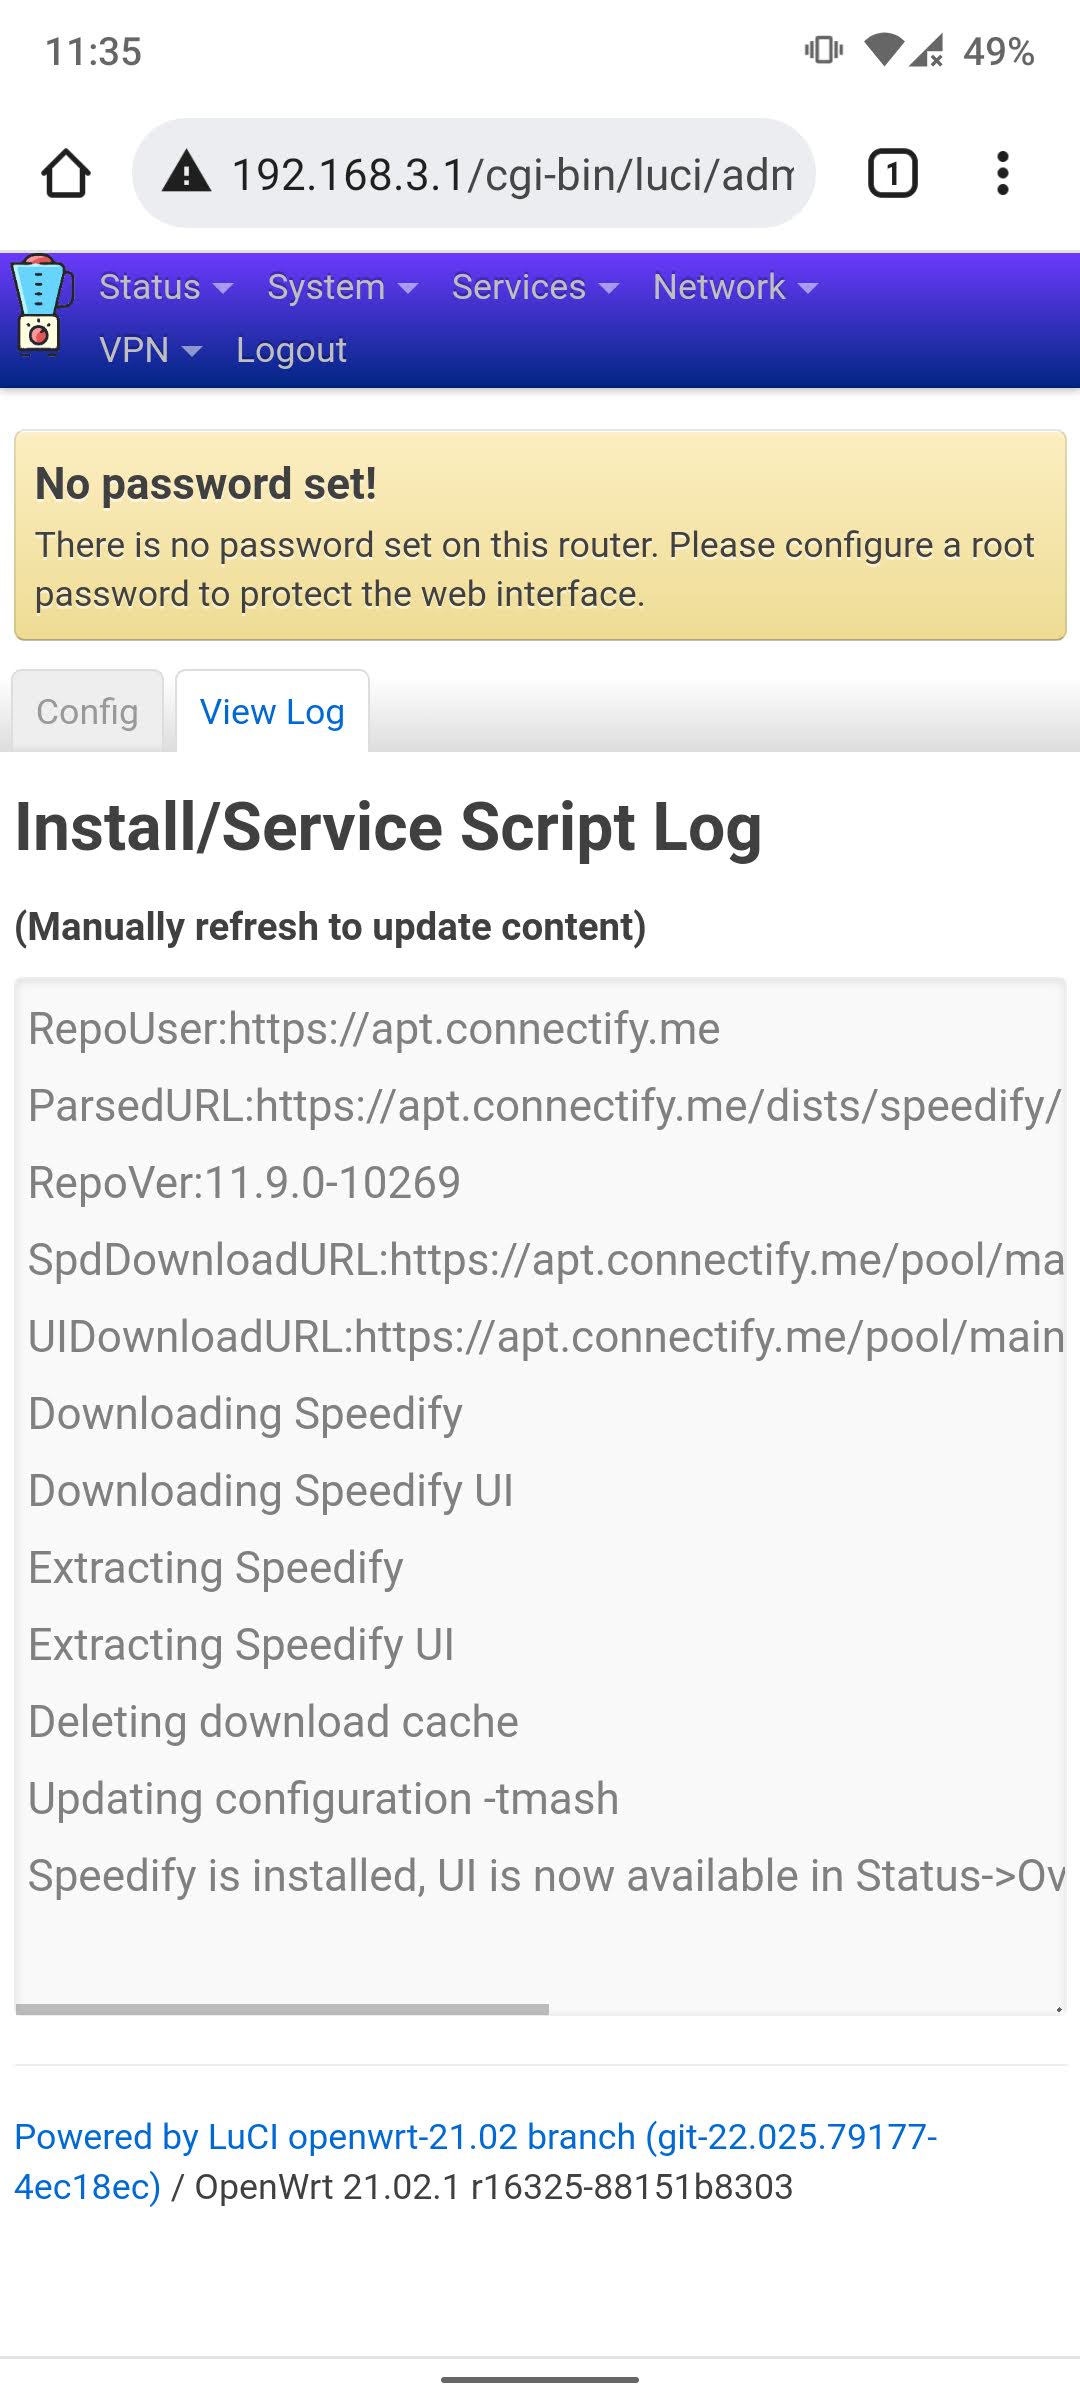 11:35
49%
192.168.3.1/cgi-bin/luci/adm
1
Status System Services Network
VPN Logout
No password set!
There is no password set on this router. Please configure a root
password to protect the web interface.
Config View Log
Install/Service Script Log
(Manually refresh to update content)
RepoUser:https://apt.connectify.me
ParsedURL:https://apt.connectify.me/dists/speedify/
RepoVer:11.9.0-10269
SpdDownloadURL:https://apt.connectify.me/pool/ma
UIDownloadURL:https://apt.connectify.me/pool/main
Downloading Speedify
Downloading Speedify UI
Extracting Speedify
Extracting Speedify UI
Deleting download cache
Updating configuration -tmash
Speedify is installed, UI is now available in Status->Ov
Powered by LuCI openwrt-21.02 branch (git-22.025.79177-
4ec18ec) / OpenWrt 21.02.1 r16325-88151b8303